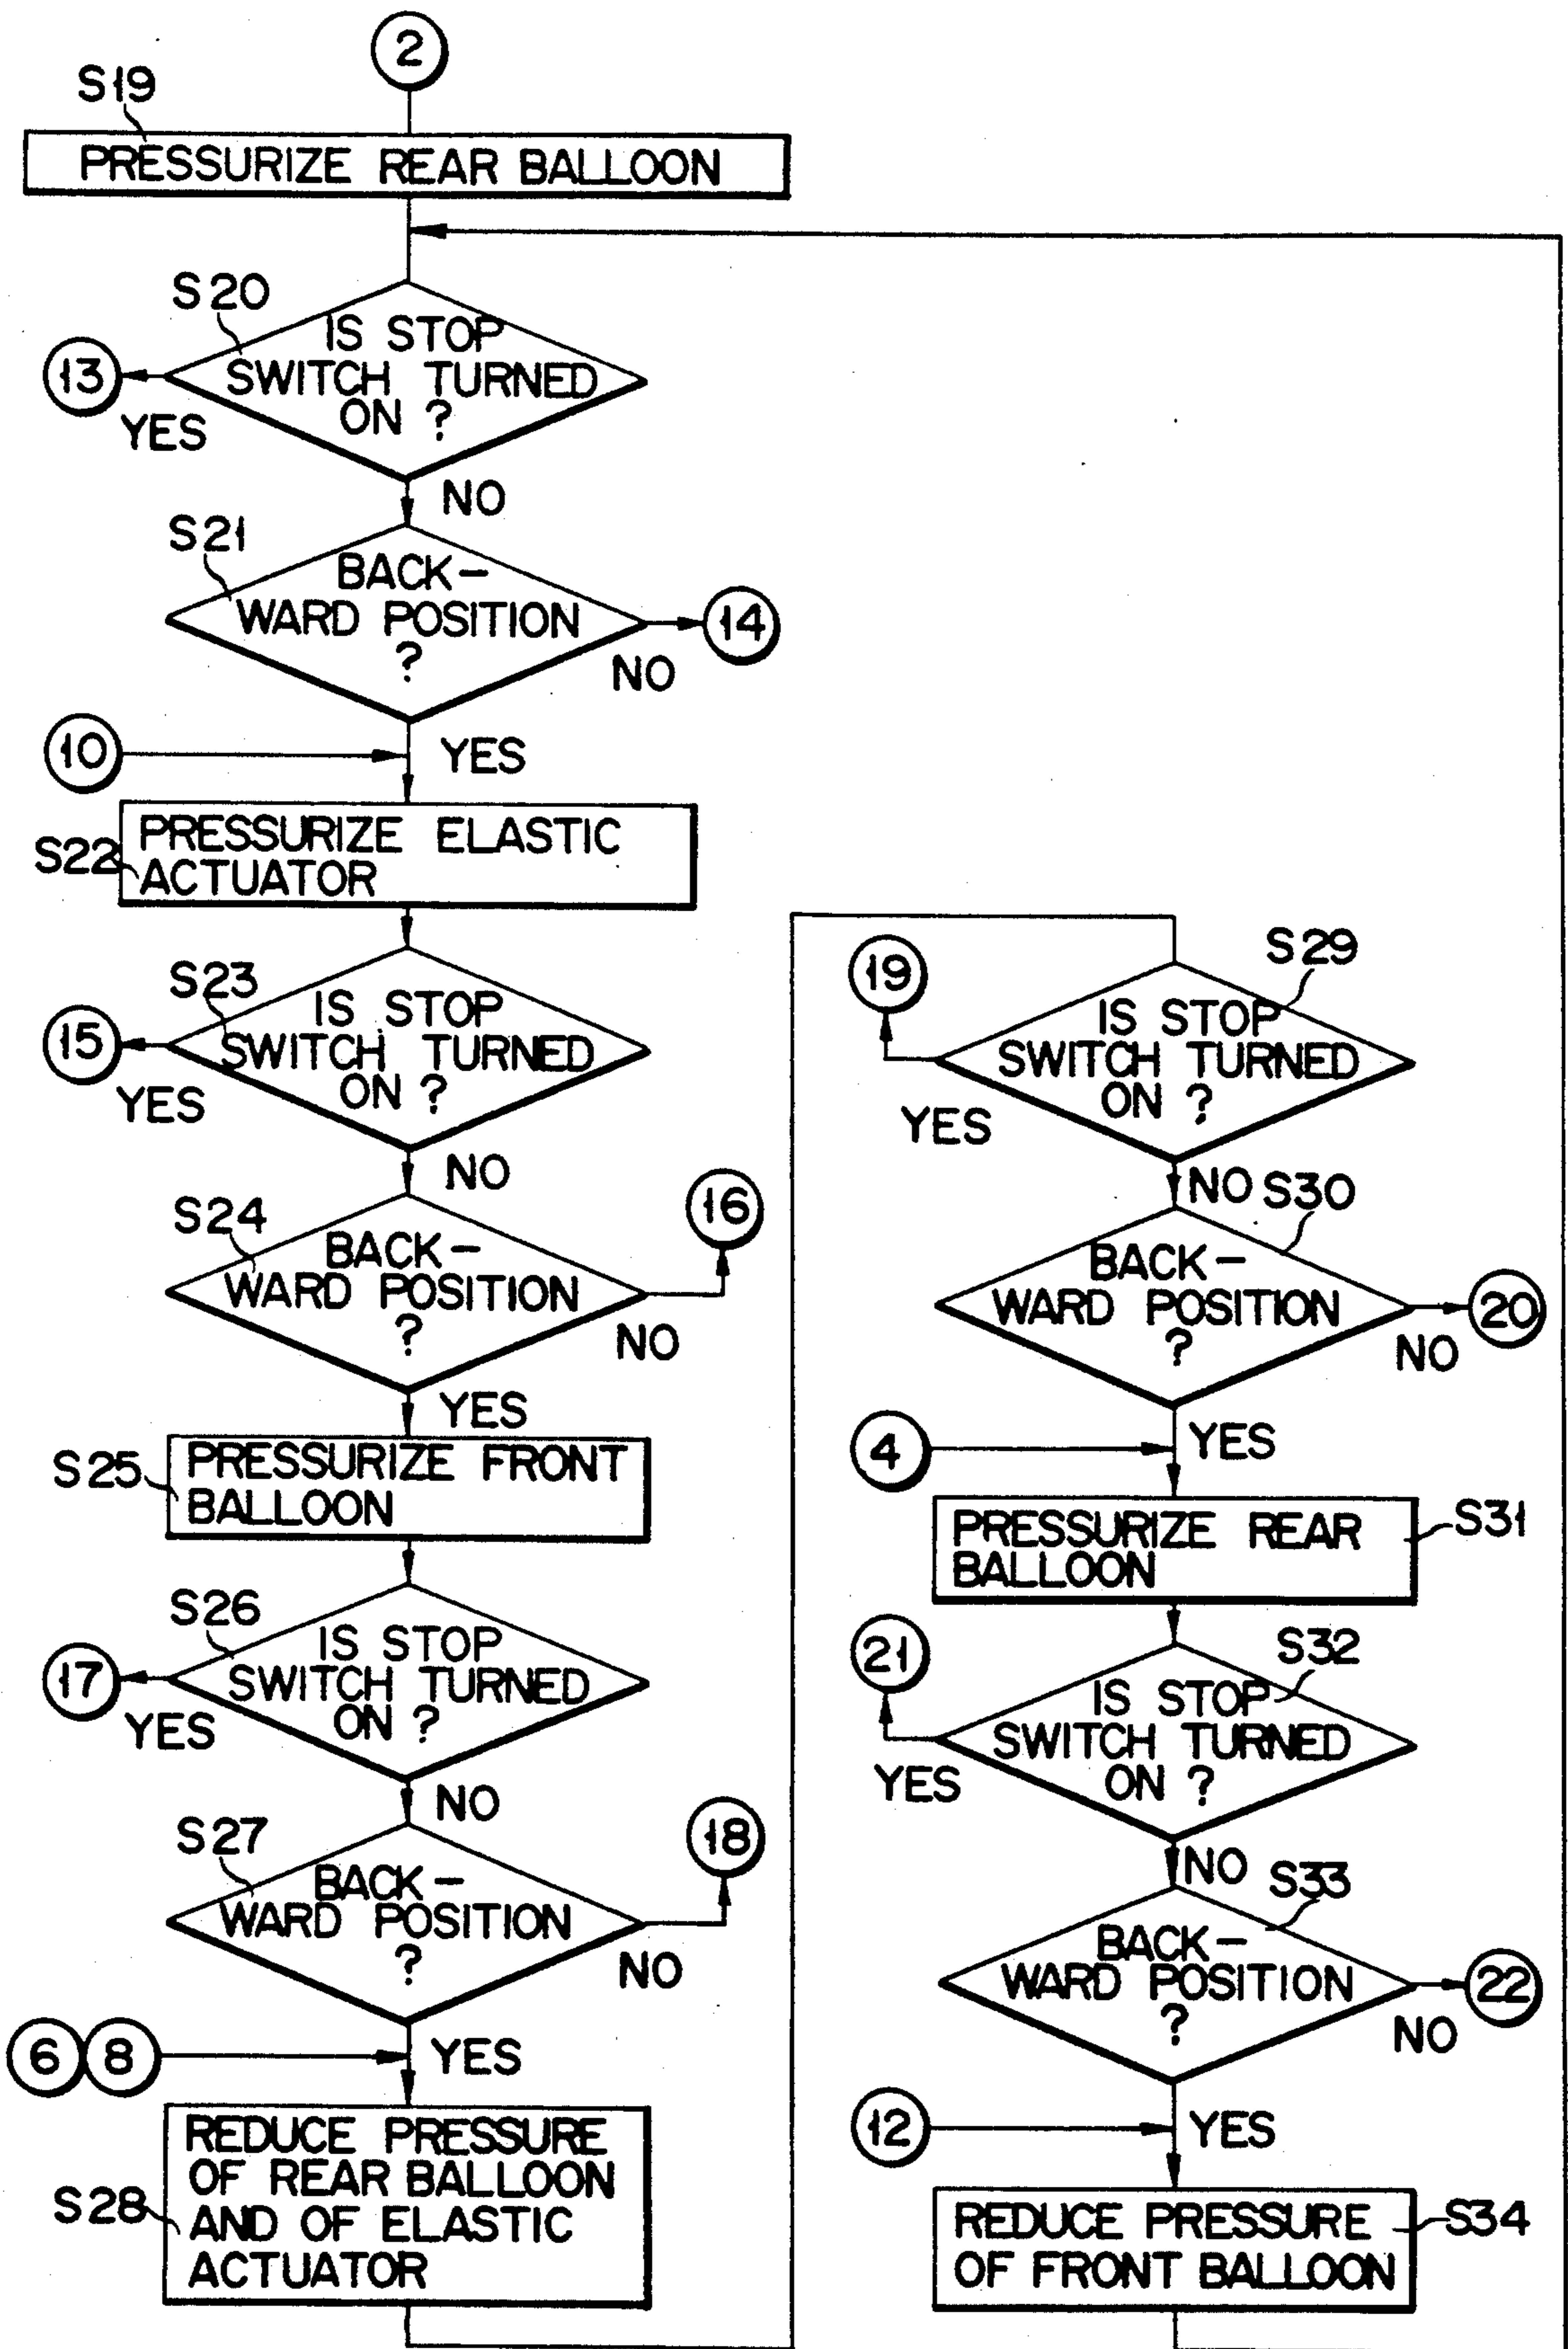 2
S19
PRESSURIZE REAR BALLOON
S20
IS STOP
SWITCH TURNED
ON ?
13
YES
NO
S21
BACK-
WARD POSITION
?
14
NO
10
YES
S22
PRESSURIZE ELASTIC
ACTUATOR
S23
IS STOP
SWITCH TURNED
ON ?
15
YES
NO
S24
BACK-
WARD POSITION
?
16
NO
YES
S25
PRESSURIZE FRONT
BALLOON
S26
IS STOP
SWITCH TURNED
ON ?
17
YES
NO
S27
BACK-
WARD POSITION
?
18
NO
6 8
YES
S28
REDUCE PRESSURE
OF REAR BALLOON
AND OF ELASTIC
ACTUATOR
19
S29
IS STOP
SWITCH TURNED
ON ?
YES
NO
S30
BACK-
WARD POSITION
?
20
NO
4
YES
PRESSURIZE REAR
BALLOON
S31
21
S32
IS STOP
SWITCH TURNED
ON ?
YES
NO
S33
BACK-
WARD POSITION
?
22
NO
12
YES
REDUCE PRESSURE
OF FRONT BALLOON
S34